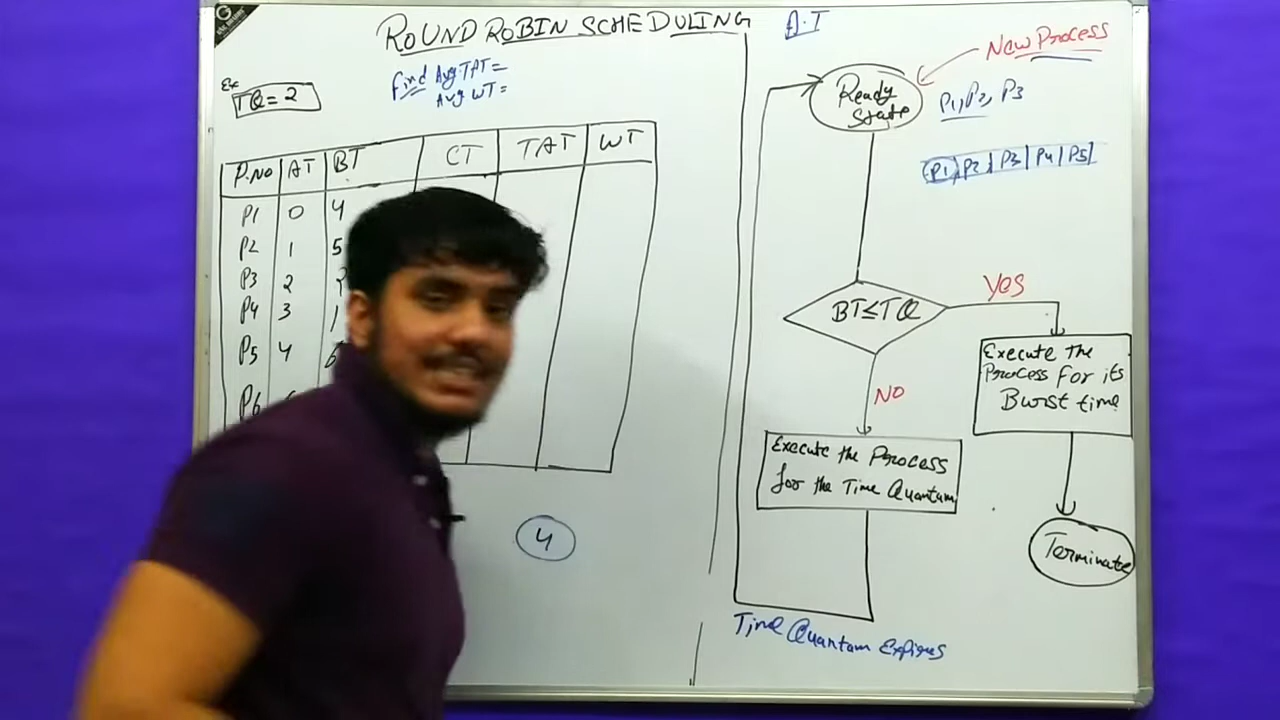 ROUND ROBIN SCHEDULING
Find Avg TAT =
Avg WT =
Ex
TQ = 2
P.NO AT BT CT TAT WT
P1 0 4
P2 1 5
P3 2 2
P4 3 1
P5 4 6
P6
4
A.T
New Process
Ready
State
P1, P2, P3
P1 P2 P3 P4 P5
BT≤TQ
Yes
NO
Execute The
Process For its
Burst time
Execute the Process
for the Time Quantum
Terminate
Time Quantum Expires